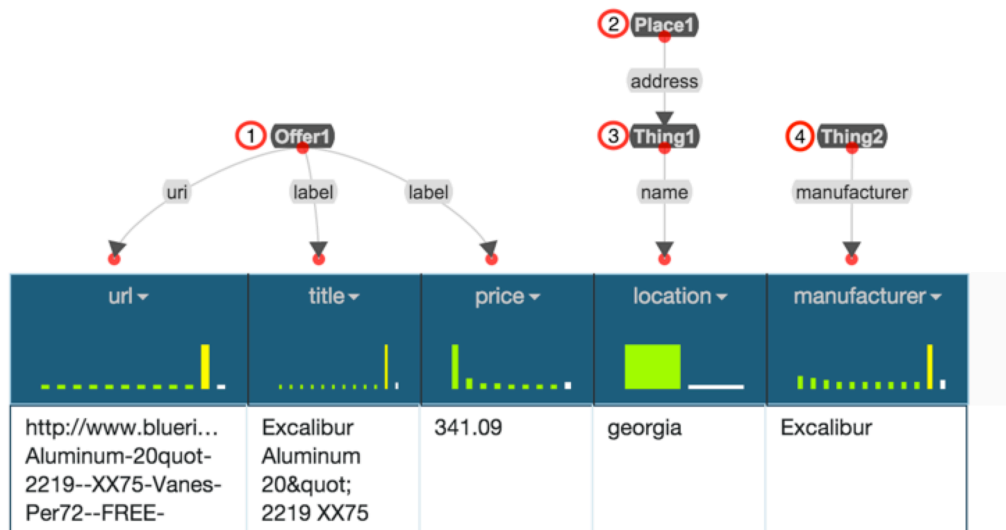 2 Place1
address
1 Offer1
3 Thing1
4 Thing2
uri
label
label
name
manufacturer
url
title
price
location
manufacturer
http://www.blueri...
Aluminum-20quot-
2219--XX75-Vanes-
Per72--FREE-
Excalibur
Aluminum
20&quot;
2219 XX75
341.09
georgia
Excalibur